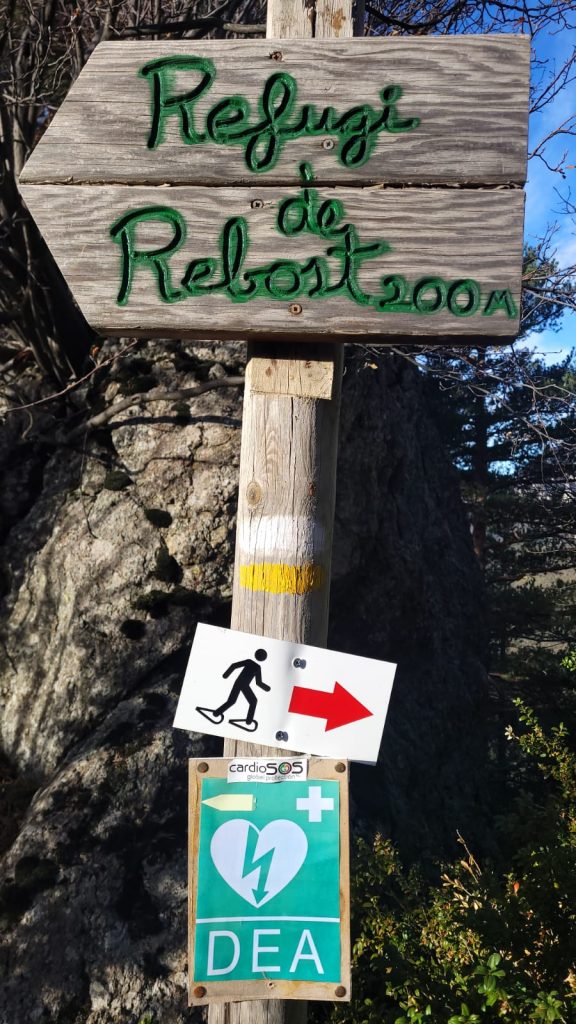 Refugi
de
Rebost 200M
cardioSOS
global protection
DEA